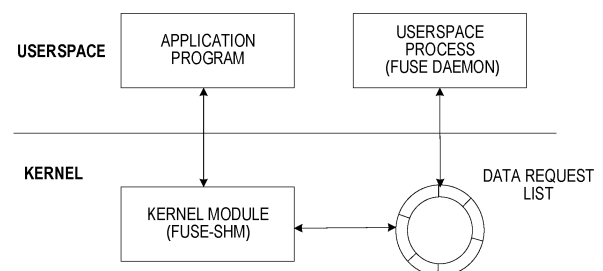 USERSPACE
APPLICATION
PROGRAM
USERSPACE
PROCESS
(FUSE DAEMON)
KERNEL
KERNEL MODULE
(FUSE-SHM)
DATA REQUEST
LIST